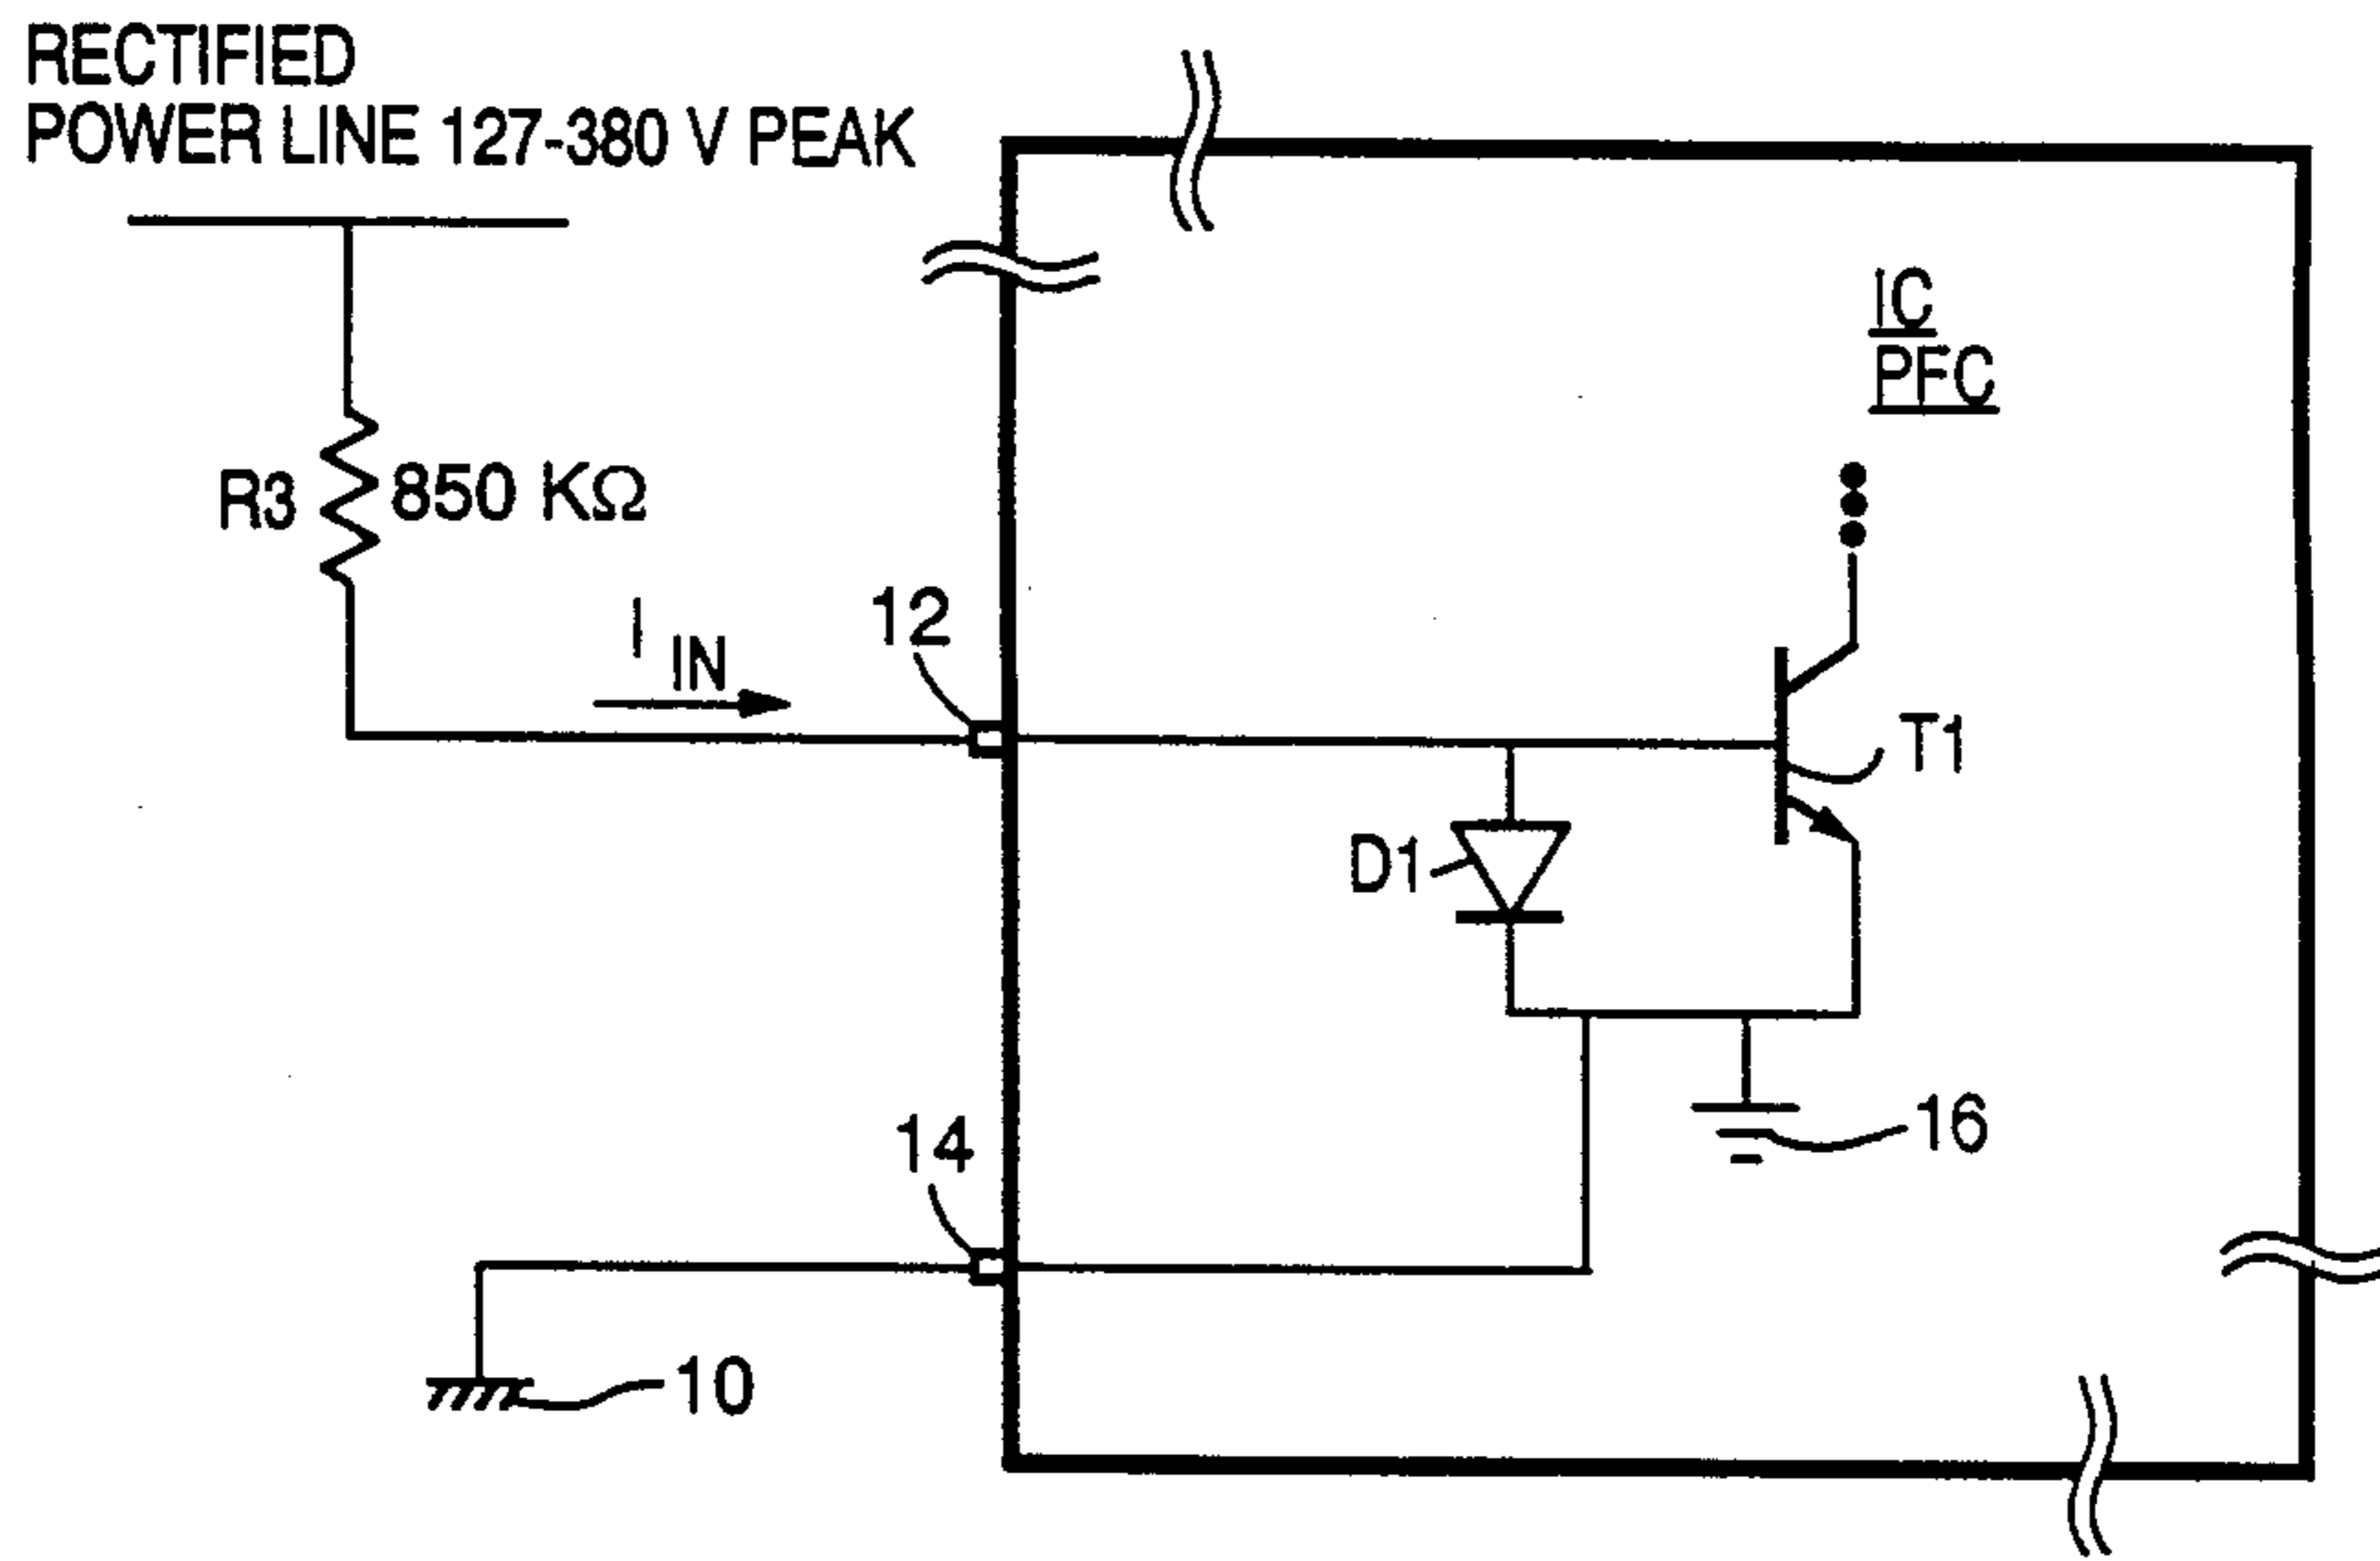 RECTIFIED
POWER LINE 127-380 V PEAK
IC
PFC
R3 850 KΩ
I IN
12
T1
D1
14
16
10